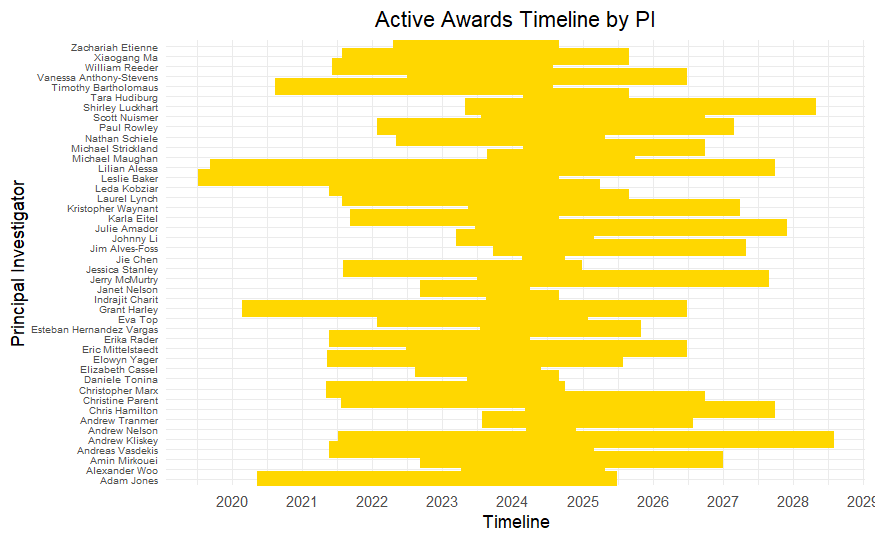 Active Awards Timeline by PI
Principal Investigator
Zachariah Etienne
Xiaogang Ma
William Reeder
Vanessa Anthony-Stevens
Timothy Bartholomaus
Tara Hudiburg
Shirley Luckhart
Scott Nuismer
Paul Rowley
Nathan Schiele
Michael Strickland
Michael Maughan
Lilian Alessa
Leslie Baker
Leda Kobziar
Laurel Lynch
Kristopher Waynant
Karla Eitel
Julie Amador
Johnny Li
Jim Alves-Foss
Jie Chen
Jessica Stanley
Jerry McMurtry
Janet Nelson
Indrajit Charit
Grant Harley
Eva Top
Esteban Hernandez Vargas
Erika Rader
Eric Mittelstaedt
Elowyn Yager
Elizabeth Cassel
Daniele Tonina
Christopher Marx
Christine Parent
Chris Hamilton
Andrew Tranmer
Andrew Nelson
Andrew Kliskey
Andreas Vasdekis
Amin Mirkouei
Alexander Woo
Adam Jones
2020 2021 2022 2023 2024 2025 2026 2027 2028 2029
Timeline